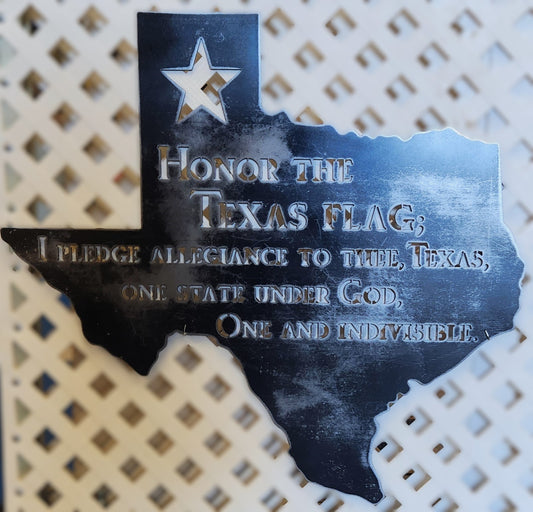 Honor the
Texas flag;
I pledge allegiance to thee, Texas,
one state under God,
One and indivisible.